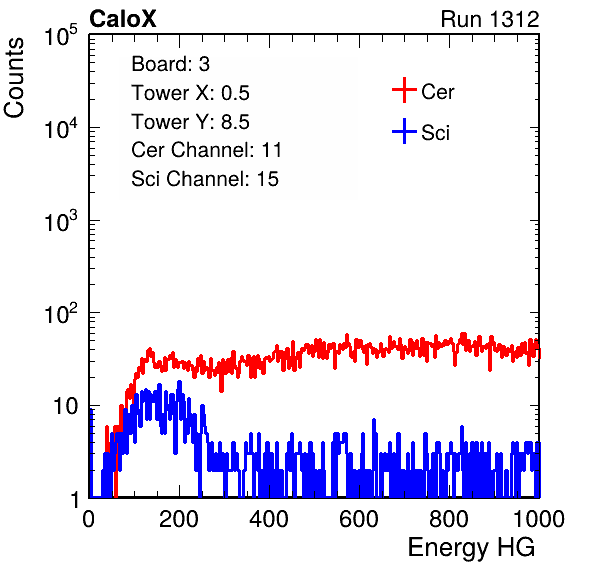 CaloX Run 1312
Counts
Board: 3
Tower X: 0.5
Tower Y: 8.5
Cer Channel: 11
Sci Channel: 15
Cer
Sci
10^5
10^4
10^3
10^2
10
1
0 200 400 600 800 1000
Energy HG